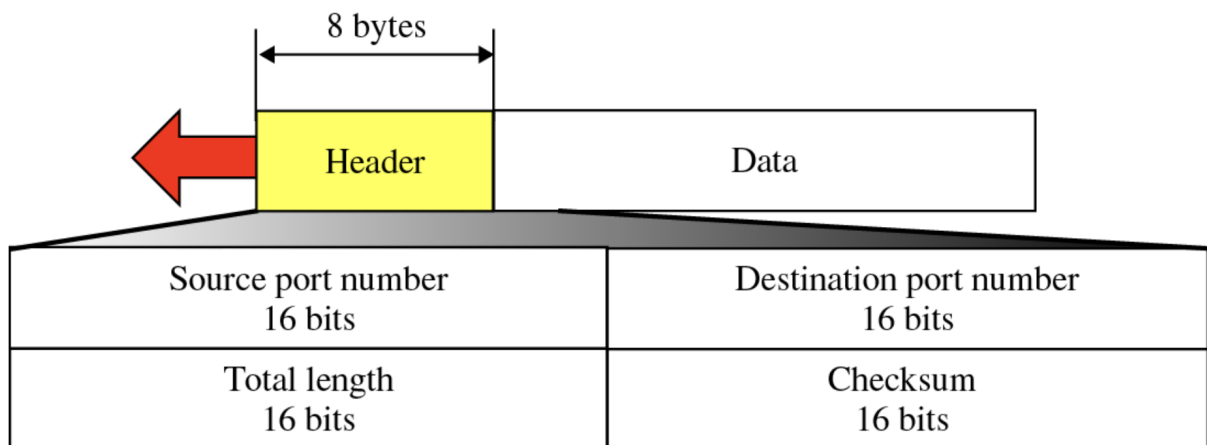 8 bytes
Header
Data
Source port number
16 bits
Destination port number
16 bits
Total length
16 bits
Checksum
16 bits